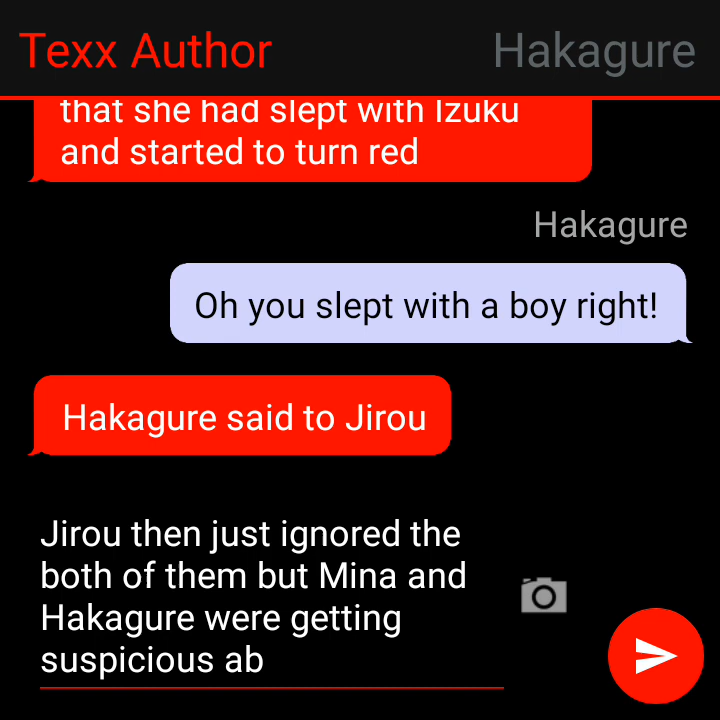 Texx Author
Hakagure
that she had slept with Izuku
and started to turn red
Hakagure
Oh you slept with a boy right!
Hakagure said to Jirou
Jirou then just ignored the
both of them but Mina and
Hakagure were getting
suspicious ab